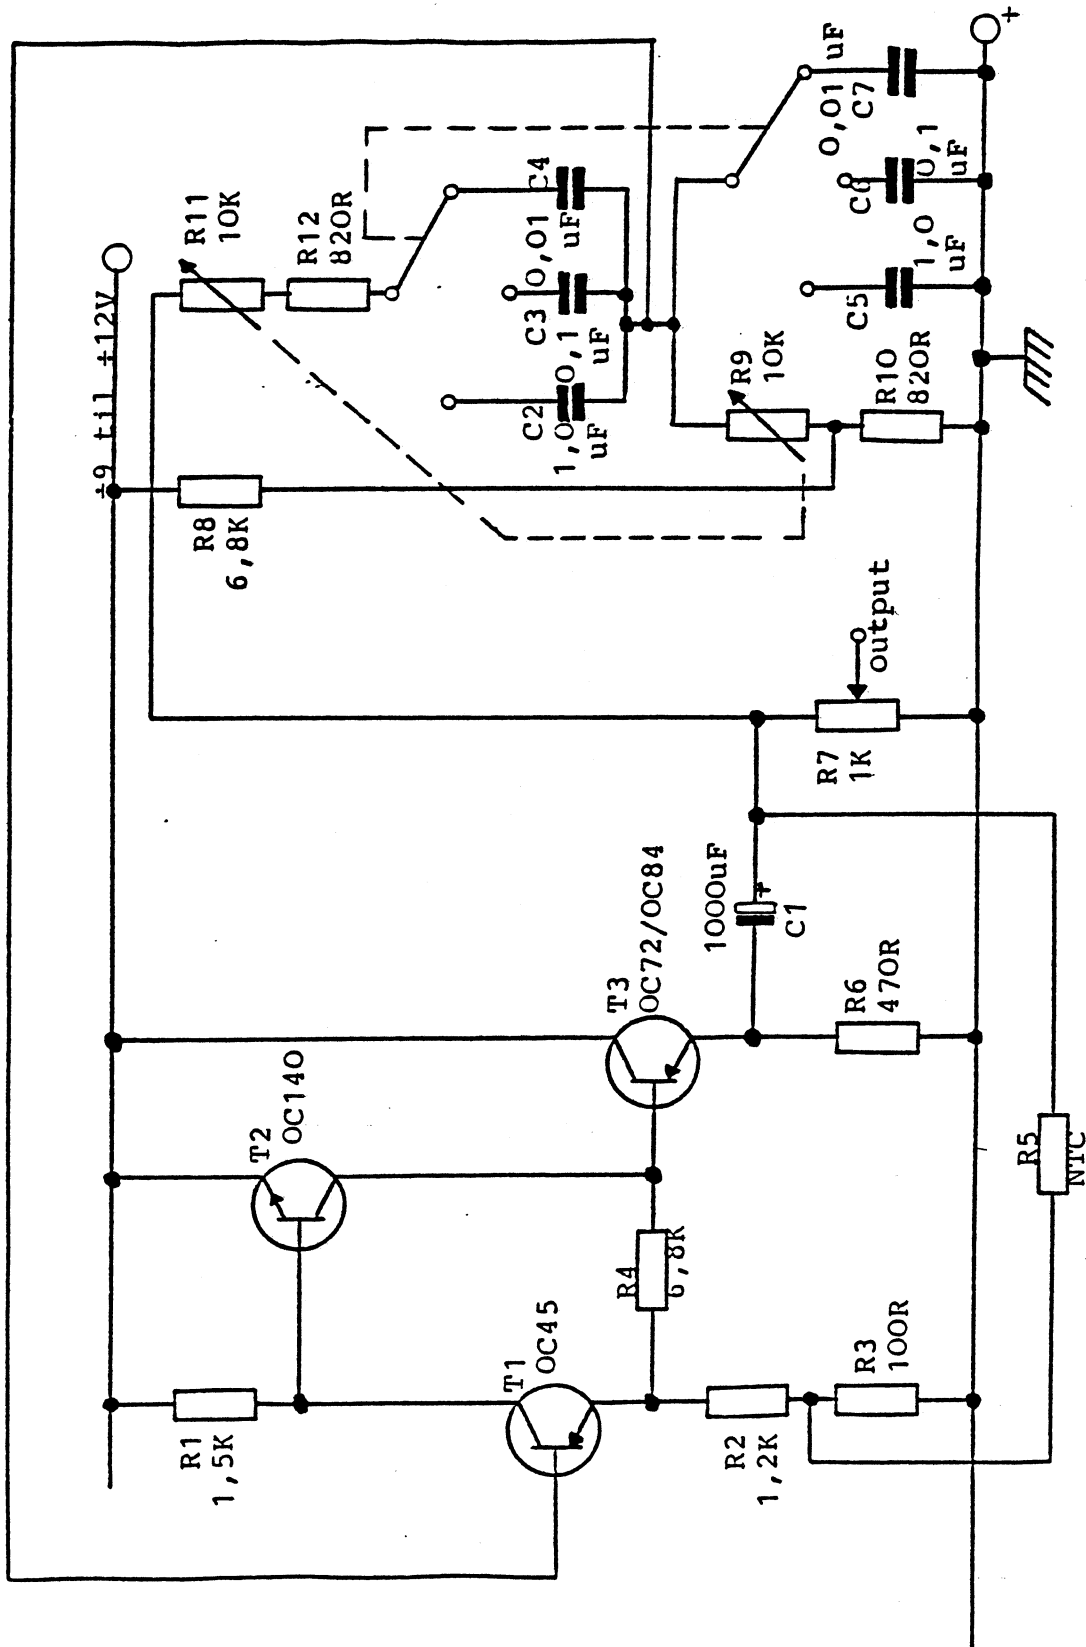 ±9 til ±12V
R11
10K
R12
820R
C4
0,01
uF
C3
0,1
uF
C2
1,0
uF
R8
6,8K
0,01 uF
C7
C6
0,1
uF
C5
1,0
uF
R9
10K
R10
820R
+
output
R7
1K
1000uF
+
C1
T3
OC72/OC84
R6
470R
T2
OC140
R5
NTC
R4
6,8K
T1
OC45
R1
1,5K
R2
1,2K
R3
100R